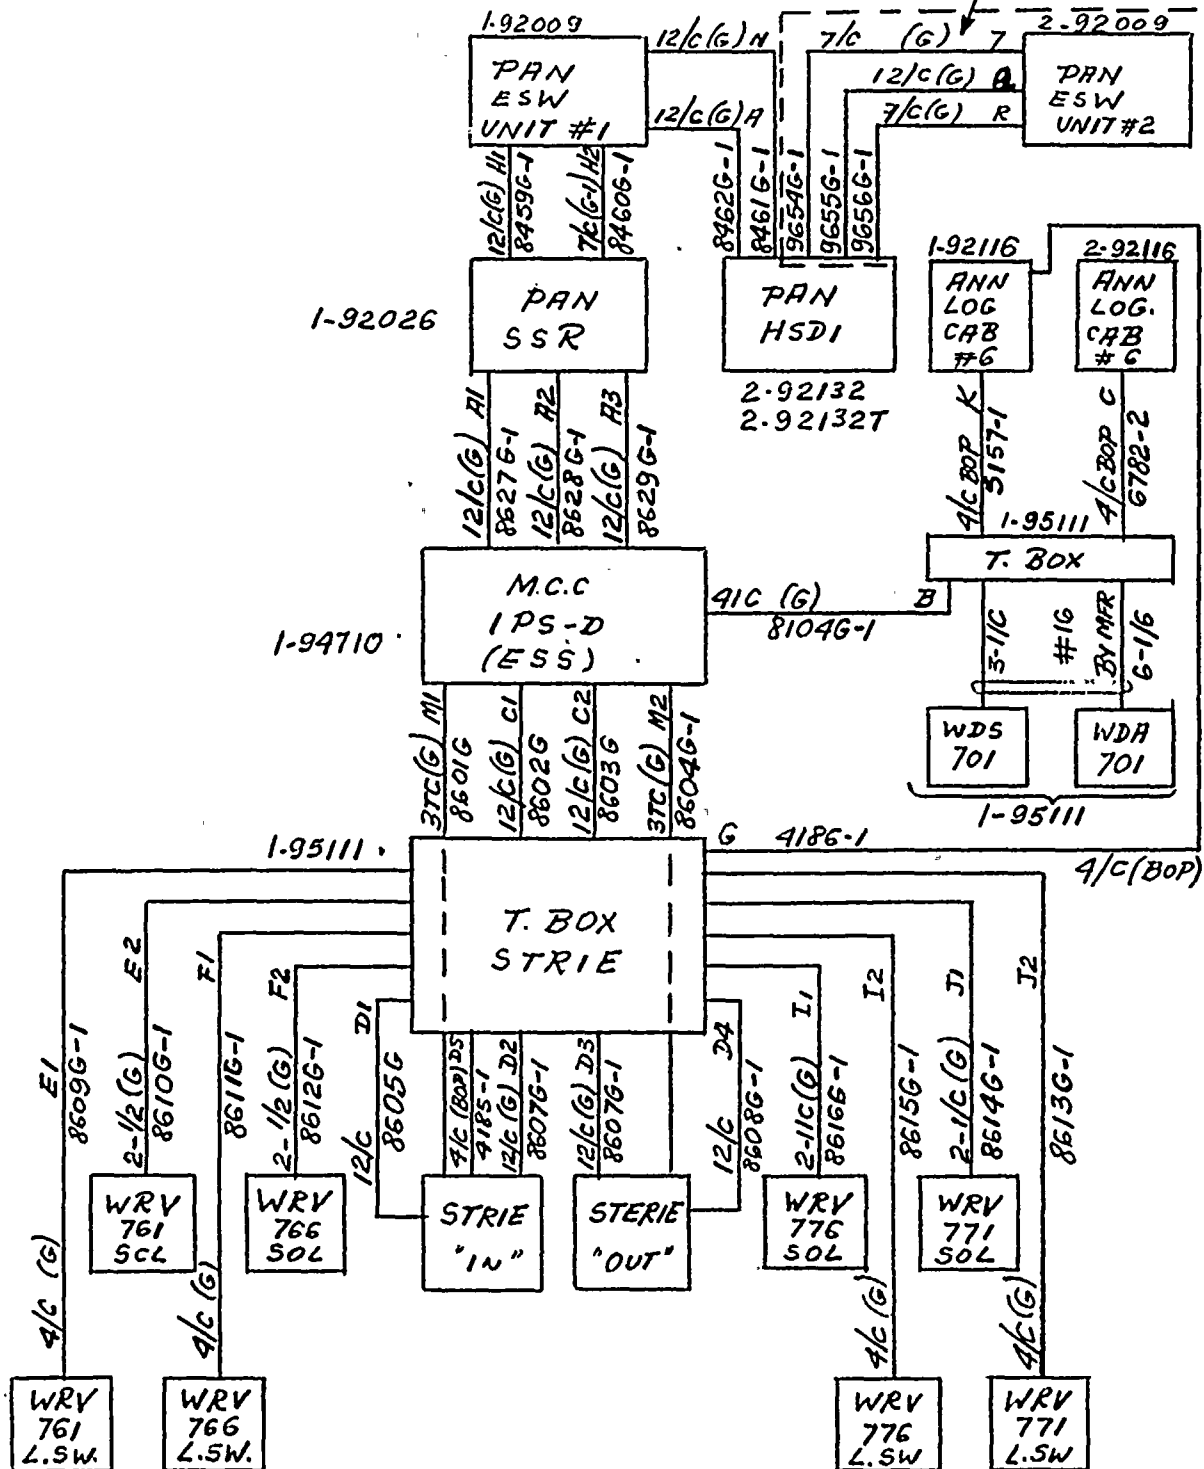 1-92009
PAN
ESW
UNIT #1
12/C(G) N
12/C(G) A
7/C (G) 7
12/C(G)
7/C(G) R
2-92009
PAN
ESW
UNIT #2
12/C(G) H1
8459G-1
7/C(G-1) H2
8460G-1
8462G-1
8461G-1
9654G-1
9655G-1
9656G-1
1-92026
PAN
SSR
PAN
HSDI
2-92132
2-92132T
1-92116
ANN
LOG
CAB
#6
2-92116
ANN
LOG.
CAB
#6
12/C(G) A1
8627G-1
12/C(G) A2
8628G-1
12/C(G) A3
8629G-1
4/C BOP K
3157-1
4/C BOP C
6782-2
1-95111
T. BOX
1-94710
M.C.C
1PS-D
(ESS)
41C (G) B
8104G-1
3-1/C
#16
BY MFR
6-1/6
WDS
701
WDA
701
1-95111
3TC(G) M1
8601G
12/C(G) C1
8602G
12/C(G) C2
8603G
3TC(G) M2
8604G-1
1-95111
T. BOX
STRIE
G 4186-1
4/C(BOP)
E1
8609G-1
4/C (G)
E2
2-1/2(G)
8610G-1
F1
8611G-1
4/C (G)
F2
2-1/2(G)
8612G-1
D1
12/C
8605G
4/C (BOP) D5
4185-1
12/C(G) D2
8607G-1
12/C(G) D3
8607G-1
D4
12/C
8608G-1
I1
2-11C(G)
8616G-1
I2
8615G-1
4/C(G)
J1
2-1/C(G)
8614G-1
J2
8613G-1
4/C(G)
WRV
761
SCL
WRV
766
SOL
STRIE
"IN"
STERIE
"OUT"
WRV
776
SOL
WRV
771
SOL
WRV
761
L.SW.
WRV
766
L.SW.
WRV
776
L.SW
WRV
771
L.SW